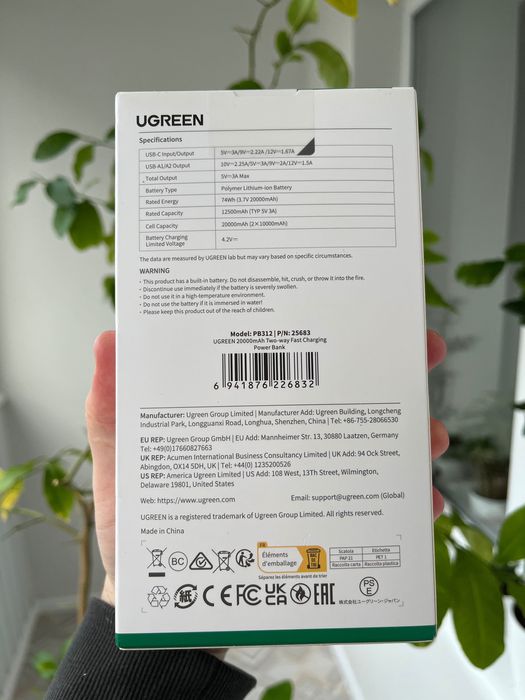 UGREEN
Specifications
USB-C Input/Output 5V⎓3A/9V⎓2.22A /12V⎓1.67A
USB-A1/A2 Output 10V⎓2.25A/5V⎓3A/9V⎓2A/12V⎓1.5A
Total Output 5V⎓3A Max
Battery Type Polymer Lithium-ion Battery
Rated Energy 74Wh (3.7V 20000mAh)
Rated Capacity 12500mAh (TYP 5V 3A)
Cell Capacity 20000mAh (2×10000mAh)
Battery Charging
Limited Voltage 4.2V⎓
The data are measured by UGREEN lab but may vary based on specific circumstances.
WARNING
· This product has a built-in battery. Do not disassemble, hit, crush, or throw it into the fire.
· Discontinue use immediately if the battery is severely swollen.
· Do not use it in a high-temperature environment.
· Do not use the battery if it is immersed in water!
· Please keep this product out of the reach of children.
Model: PB312 | P/N: 25683
UGREEN 20000mAh Two-way Fast Charging
Power Bank
6 941876 226832
Manufacturer: Ugreen Group Limited | Manufacturer Add: Ugreen Building, Longcheng
Industrial Park, Longguanxi Road, Longhua, Shenzhen, China | Tel: +86-755-28066530
EU REP: Ugreen Group GmbH | EU Add: Mannheimer Str. 13, 30880 Laatzen, Germany
Tel: +49(0)17660827663
UK REP: Acumen International Business Consultancy Limited | UK Add: 94 Ock Street,
Abingdon, OX14 5DH, UK | Tel: +44(0) 1235200526
US REP: America Ugreen Limited | US Add: 108 West, 13Th Street, Wilmington,
Delaware 19801, United States
Web: https://www.ugreen.com Email: support@ugreen.com (Global)
UGREEN is a registered trademark of Ugreen Group Limited. All rights reserved.
Made in China
BC
FR
Éléments
d'emballage
BAC
DE
TRI
Séparez les éléments avant de trier
Scatola Etichetta
PAP 21 PET 1
Raccolta carta Raccolta plastica
紙 CE FC UK
CA EAC
PS
E
株式会社ユーグリーン・ジャパン